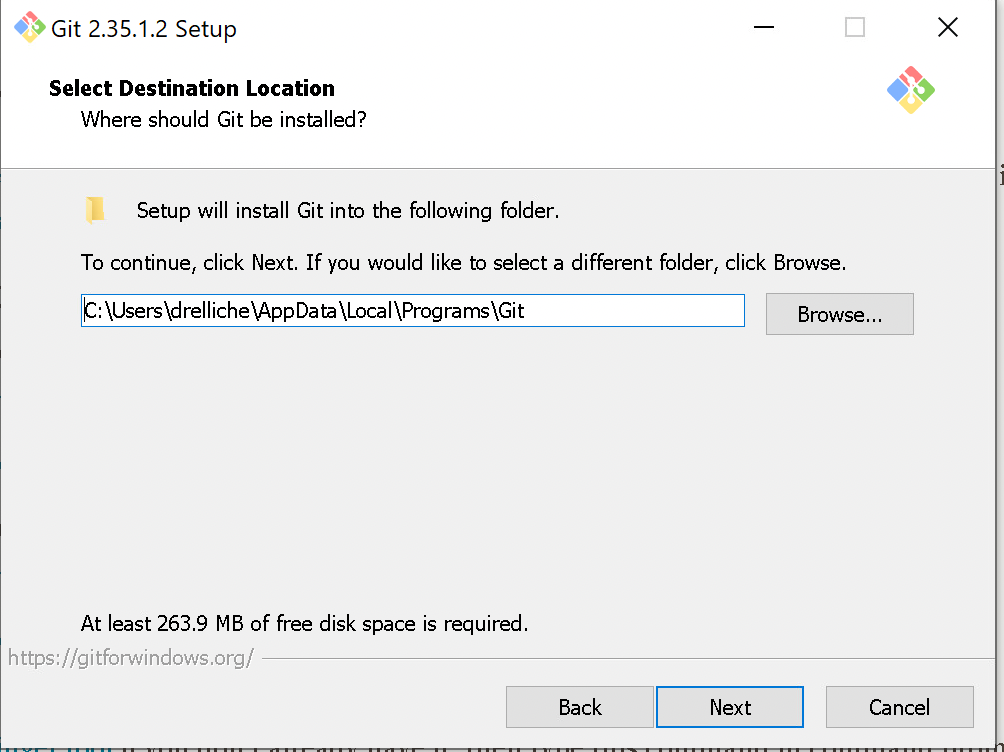 Git 2.35.1.2 Setup
Select Destination Location
Where should Git be installed?
Setup will install Git into the following folder.
To continue, click Next. If you would like to select a different folder, click Browse.
C:\Users\drelliche\AppData\Local\Programs\Git
Browse...
At least 263.9 MB of free disk space is required.
https://gitforwindows.org/
Back
Next
Cancel